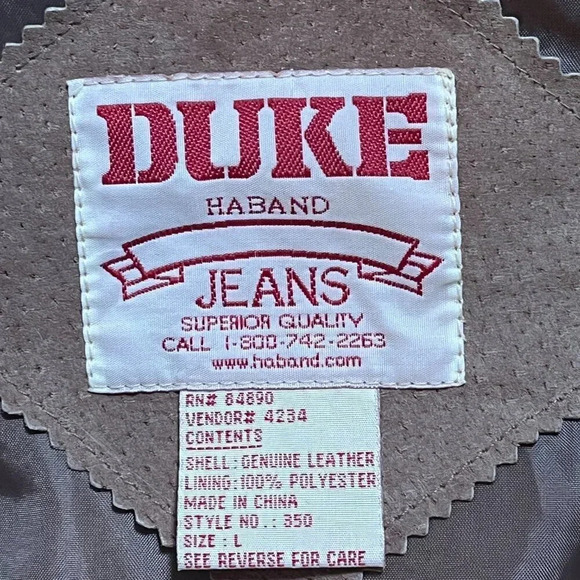 DUKE
HABAND
JEANS
SUPERIOR QUALITY
CALL 1-800-742-2263
www.haband.com
RN# 84890
VENDOR# 4234
CONTENTS
SHELL: GENUINE LEATHER
LINING: 100% POLYESTER
MADE IN CHINA
STYLE NO.: 350
SIZE: L
SEE REVERSE FOR CARE